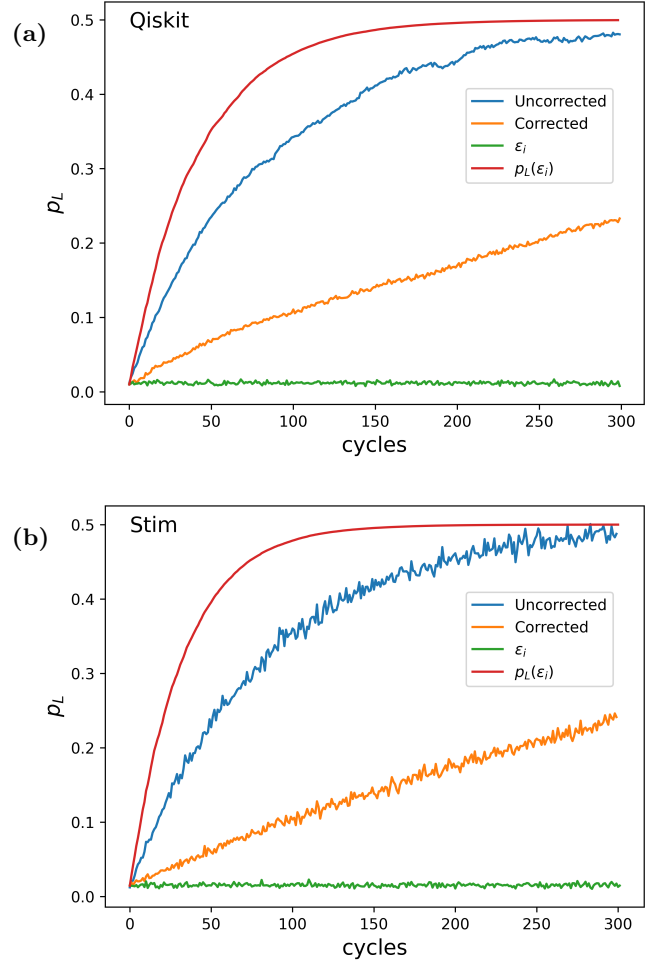 (a)
Qiskit
0.5
0.4
0.3
0.2
0.1
0.0
p_L
Uncorrected
Corrected
ε_i
p_L(ε_i)
0 50 100 150 200 250 300
cycles
(b)
Stim
0.5
0.4
0.3
0.2
0.1
0.0
p_L
Uncorrected
Corrected
ε_i
p_L(ε_i)
0 50 100 150 200 250 300
cycles